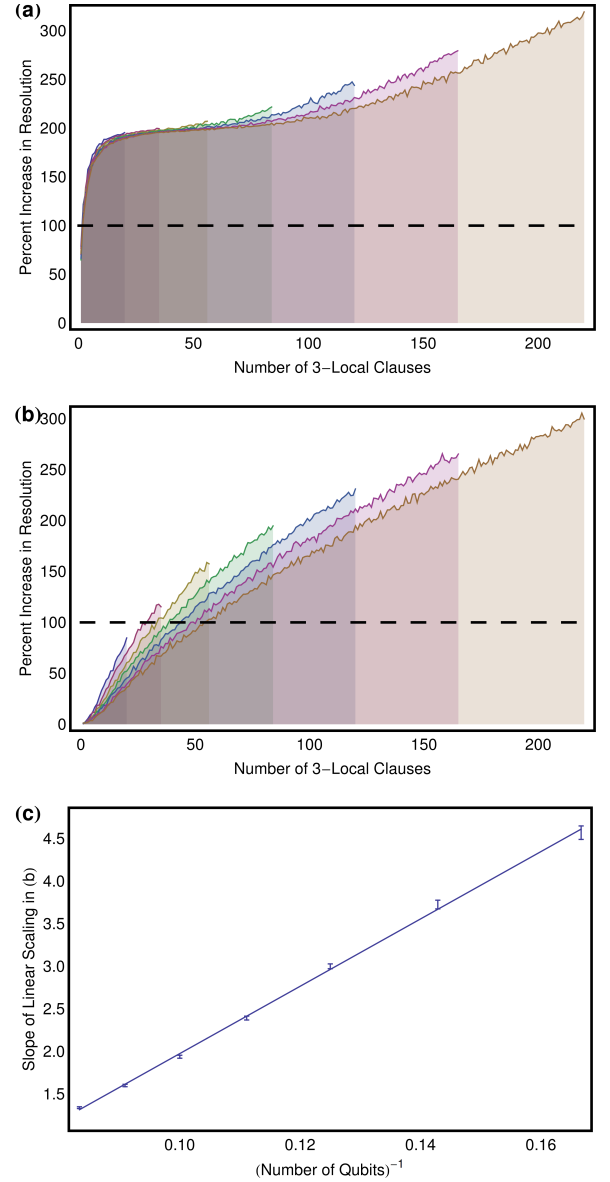 (a)
Percent Increase in Resolution
300
250
200
150
100
50
0
0 50 100 150 200
Number of 3−Local Clauses
(b)
Percent Increase in Resolution
300
250
200
150
100
50
0
0 50 100 150 200
Number of 3−Local Clauses
(c)
Slope of Linear Scaling in (b)
4.5
4.0
3.5
3.0
2.5
2.0
1.5
0.10 0.12 0.14 0.16
(Number of Qubits)⁻¹